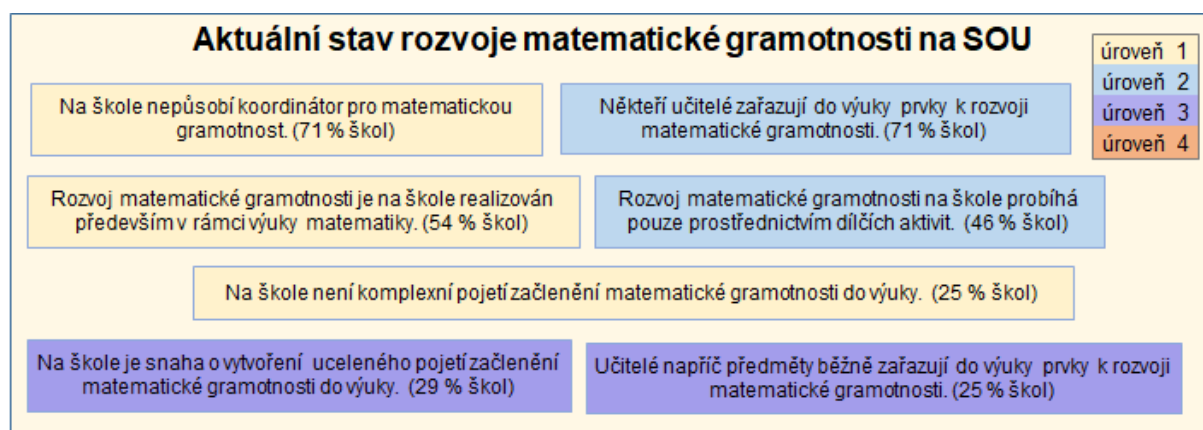 Aktuální stav rozvoje matematické gramotnosti na SOU
úroveň 1
úroveň 2
úroveň 3
úroveň 4
Na škole nepůsobí koordinátor pro matematickou
gramotnost. (71 % škol)
Někteří učitelé zařazují do výuky prvky k rozvoji
matematické gramotnosti. (71 % škol)
Rozvoj matematické gramotnosti je na škole realizován
především v rámci výuky matematiky. (54 % škol)
Rozvoj matematické gramotnosti na škole probíhá
pouze prostřednictvím dílčích aktivit. (46 % škol)
Na škole není komplexní pojetí začlenění matematické gramotnosti do výuky. (25 % škol)
Na škole je snaha o vytvoření uceleného pojetí začlenění
matematické gramotnosti do výuky. (29 % škol)
Učitelé napříč předměty běžně zařazují do výuky prvky k rozvoji
matematické gramotnosti. (25 % škol)